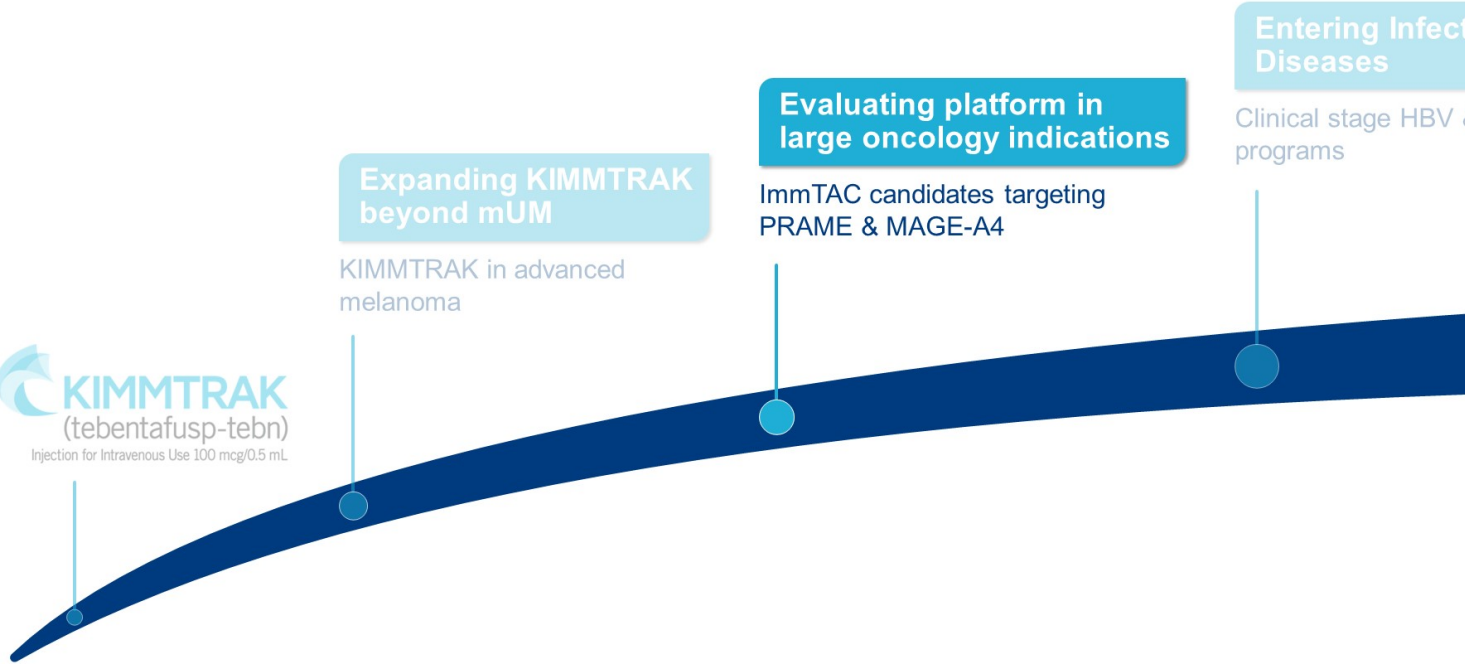 KIMMTRAK
(tebentafusp-tebn)
Injection for Intravenous Use 100 mcg/0.5 mL
Expanding KIMMTRAK
beyond mUM
KIMMTRAK in advanced
melanoma
Evaluating platform in
large oncology indications
ImmTAC candidates targeting
PRAME & MAGE-A4
Entering
Diseases
Clinical stage HBV
programs